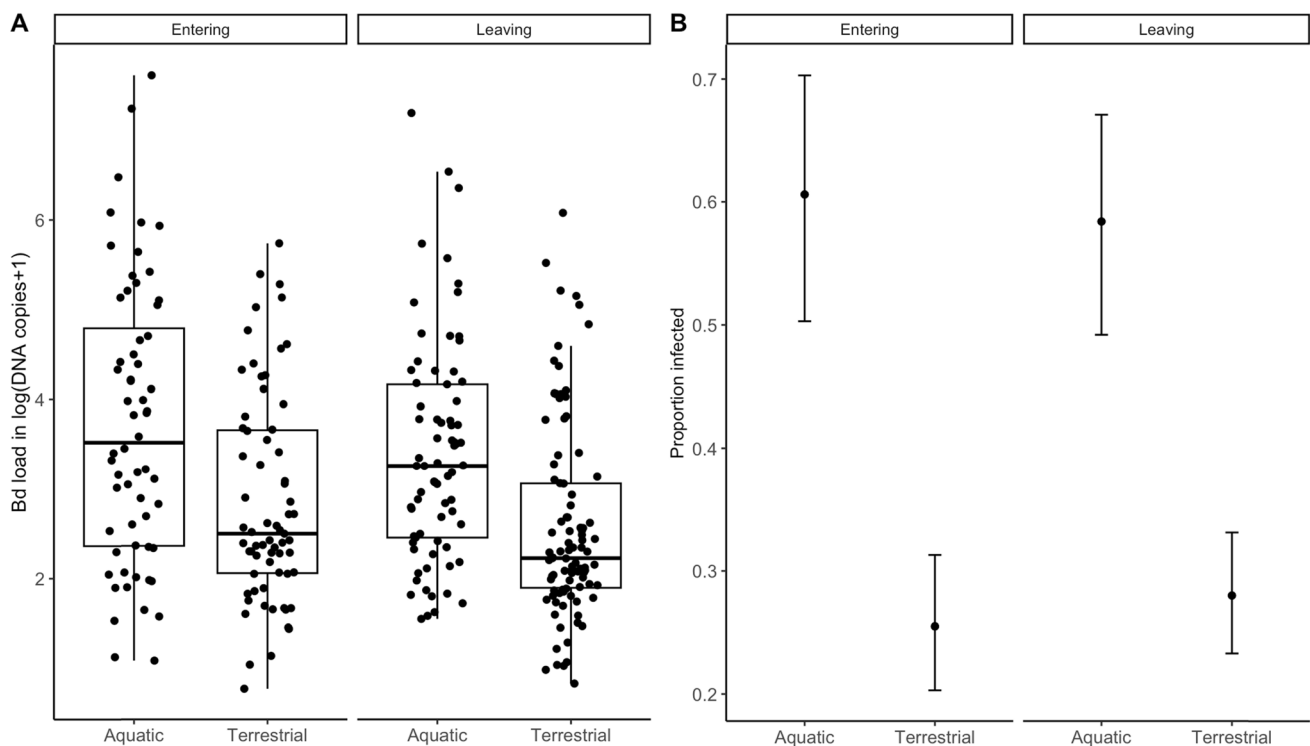 A
Entering
Leaving
Bd load in log(DNA copies+1)
6
4
2
Aquatic
Terrestrial
Aquatic
Terrestrial
B
Entering
Leaving
Proportion infected
0.7
0.6
0.5
0.4
0.3
0.2
Aquatic
Terrestrial
Aquatic
Terrestrial